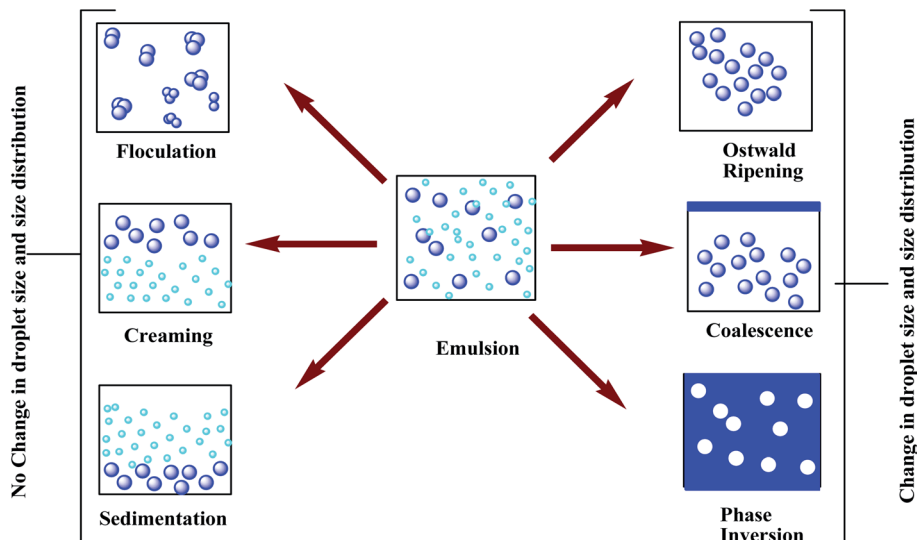 No Change in droplet size and size distribution
Floculation
Creaming
Sedimentation
Emulsion
Ostwald
Ripening
Coalescence
Phase
Inversion
Change in droplet size and size distribution